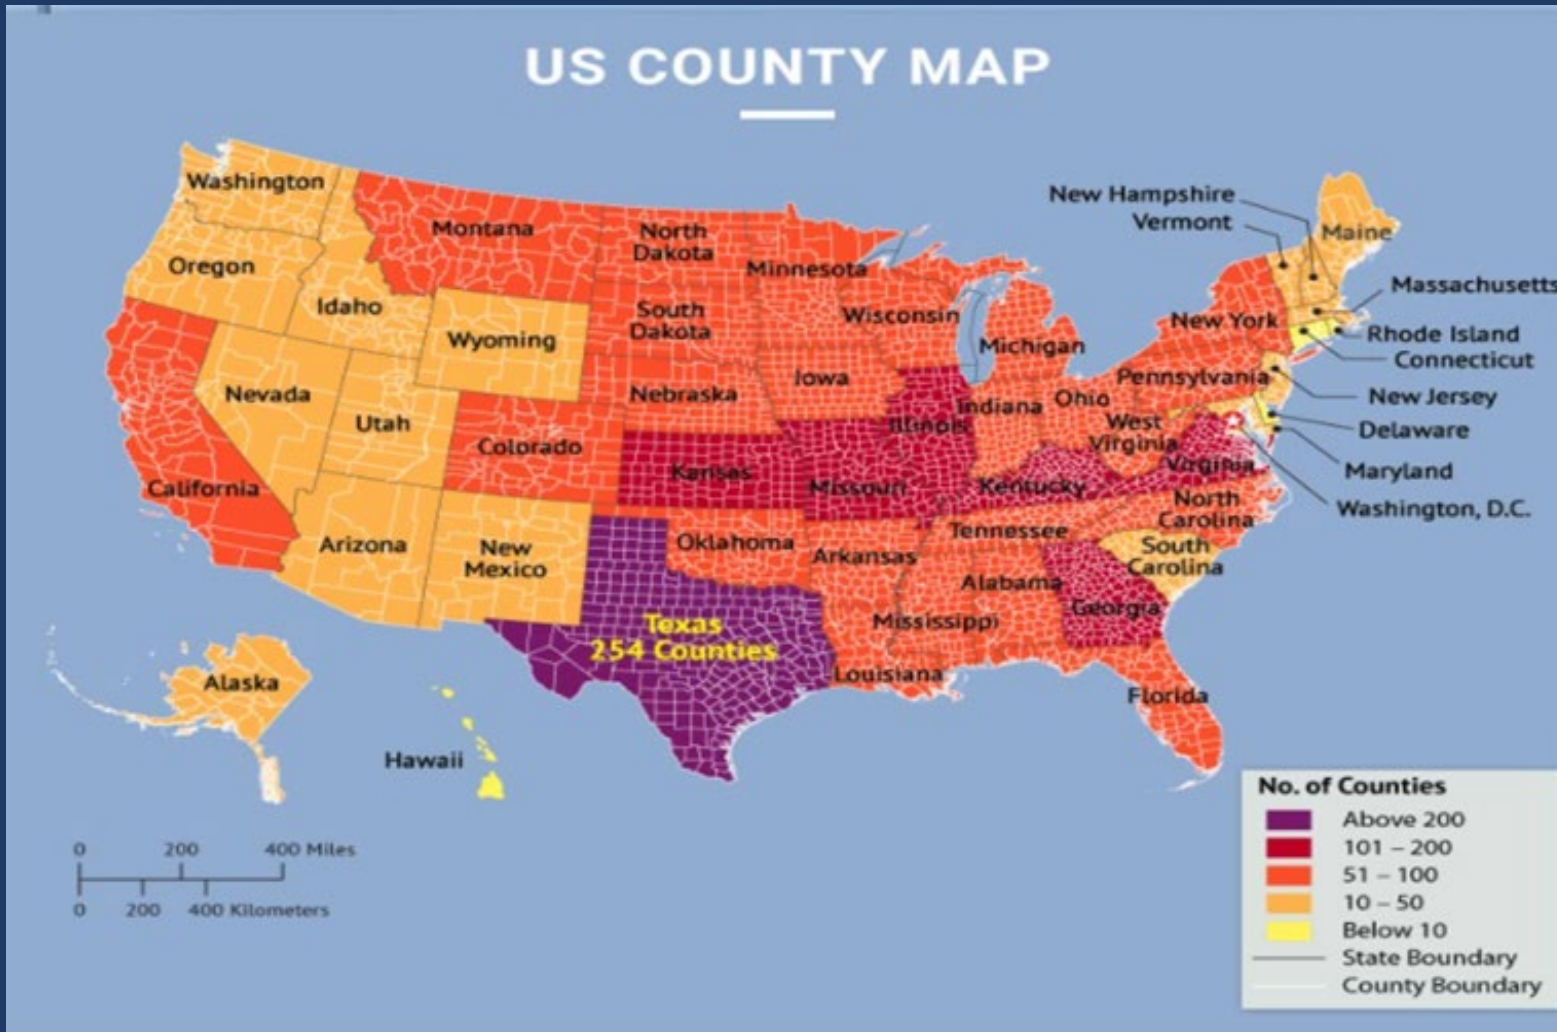 US COUNTY MAP
Washington
Montana
North
Dakota
Minnesota
New Hampshire
Vermont
Maine
Oregon
Idaho
Wyoming
South
Dakota
Wisconsin
Michigan
New York
Massachusetts
Rhode Island
Connecticut
Nevada
Utah
Colorado
Nebraska
Iowa
Illinois
Indiana
Ohio
Pennsylvania
West
Virginia
New Jersey
Delaware
Maryland
Washington, D.C.
California
Kansas
Missouri
Kentucky
Virginia
North
Carolina
Arizona
New
Mexico
Oklahoma
Arkansas
Tennessee
South
Carolina
Alabama
Georgia
Mississippi
Texas
254 Counties
Louisiana
Florida
Alaska
Hawaii
0 200 400 Miles
0 200 400 Kilometers
No. of Counties
Above 200
101 – 200
51 – 100
10 – 50
Below 10
State Boundary
County Boundary